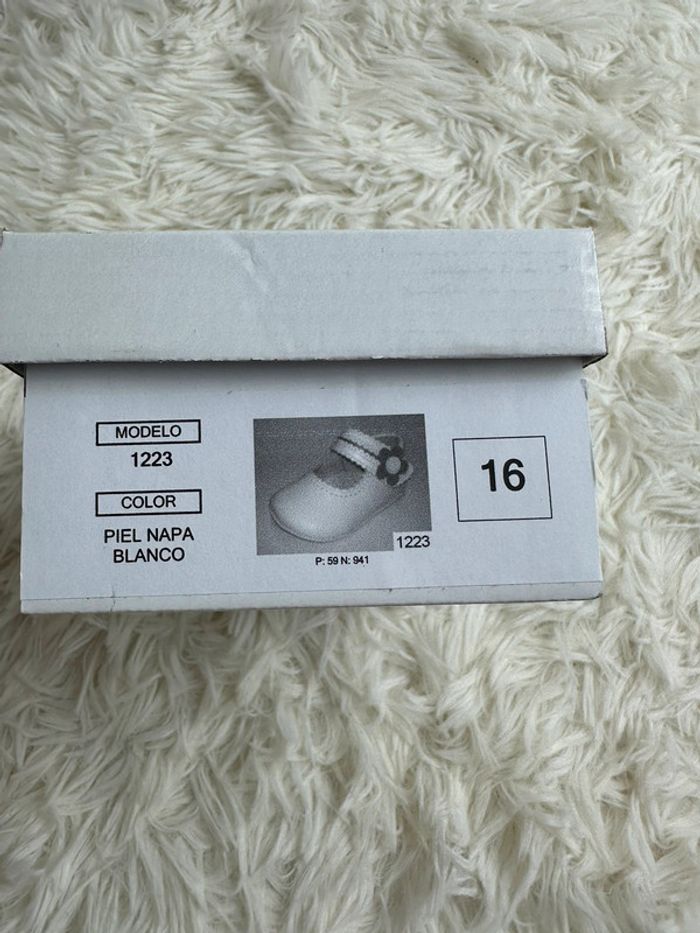 MODELO
1223
COLOR
PIEL NAPA
BLANCO
1223
P: 59 N: 941
16